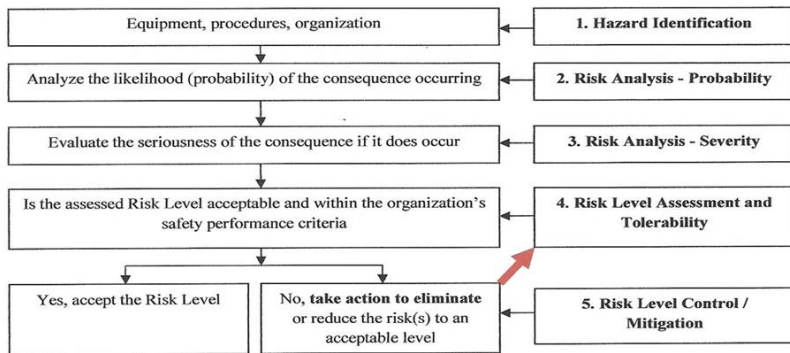 Equipment, procedures, organization
1. Hazard Identification
Analyze the likelihood (probability) of the consequence occurring
2. Risk Analysis - Probability
Evaluate the seriousness of the consequence if it does occur
3. Risk Analysis - Severity
Is the assessed Risk Level acceptable and within the organization's
safety performance criteria
4. Risk Level Assessment and
Tolerability
Yes, accept the Risk Level
No, take action to eliminate
or reduce the risk(s) to an
acceptable level
5. Risk Level Control /
Mitigation